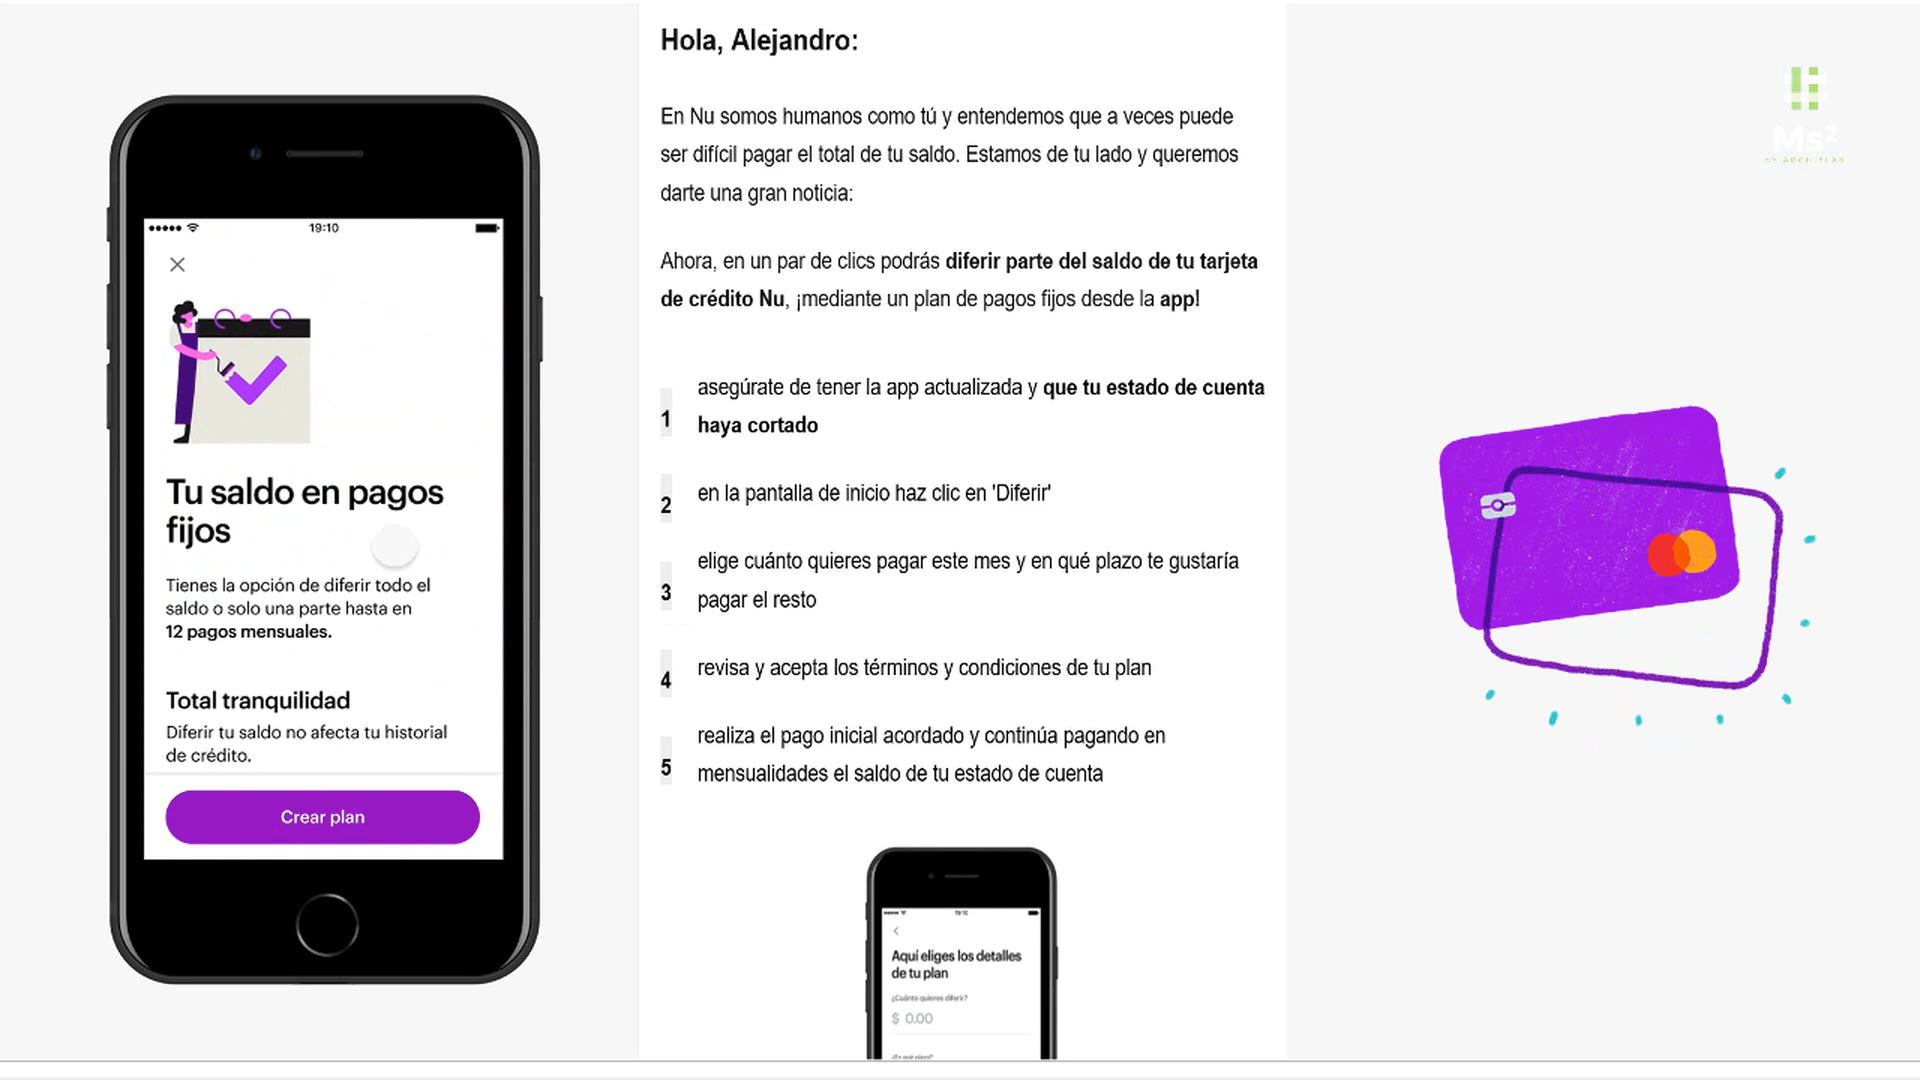 19:10
Tu saldo en pagos
fijos
Tienes la opción de diferir todo el
saldo o solo una parte hasta en
12 pagos mensuales.
Total tranquilidad
Diferir tu saldo no afecta tu historial
de crédito.
Crear plan
Hola, Alejandro:
En Nu somos humanos como tú y entendemos que a veces puede
ser difícil pagar el total de tu saldo. Estamos de tu lado y queremos
darte una gran noticia:
Ahora, en un par de clics podrás diferir parte del saldo de tu tarjeta
de crédito Nu, ¡mediante un plan de pagos fijos desde la app!
1 asegúrate de tener la app actualizada y que tu estado de cuenta
haya cortado
2 en la pantalla de inicio haz clic en 'Diferir'
3 elige cuánto quieres pagar este mes y en qué plazo te gustaría
pagar el resto
4 revisa y acepta los términos y condiciones de tu plan
5 realiza el pago inicial acordado y continúa pagando en
mensualidades el saldo de tu estado de cuenta
19:10
Aquí eliges los detalles
de tu plan
¿Cuánto quieres diferir?
$ 0.00
Ms²